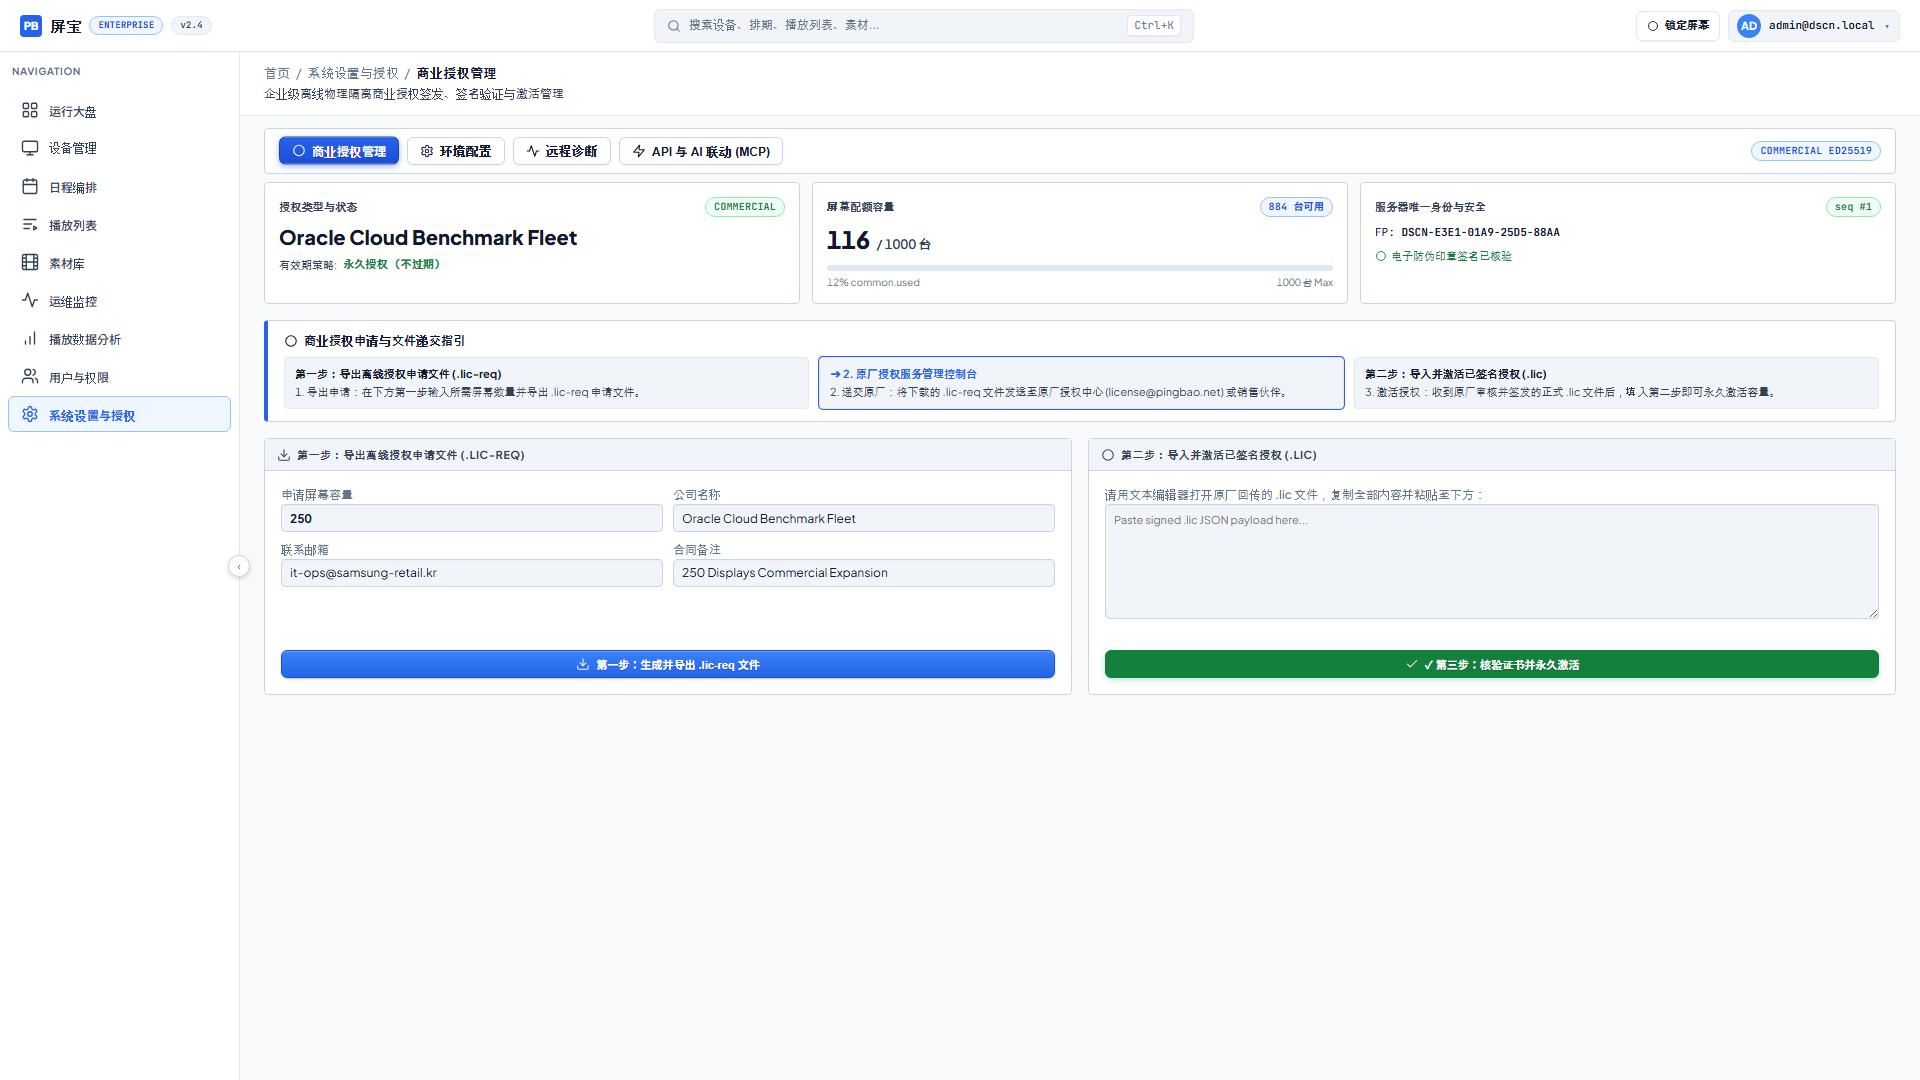 PB 屏宝 ENTERPRISE v2.4
搜索设备、排期、播放列表、素材... Ctrl+K
锁定屏幕
AD admin@dscn.local
NAVIGATION
运行大盘
设备管理
日程编排
播放列表
素材库
运维监控
播放数据分析
用户与权限
系统设置与授权
首页 / 系统设置与授权 / 商业授权管理
企业级离线物理隔离商业授权签发、签名验证与激活管理
商业授权管理
环境配置
远程诊断
API 与 AI 联动 (MCP)
COMMERCIAL ED25519
授权类型与状态 COMMERCIAL
Oracle Cloud Benchmark Fleet
有效期策略: 永久授权（不过期）
屏幕配额容量 884 台可用
116 / 1000 台
12% common.used 1000 台 Max
服务器唯一身份与安全 seq #1
FP: DSCN-E3E1-01A9-25D5-88AA
电子防伪印章签名已核验
商业授权申请与文件递交指引
第一步：导出离线授权申请文件 (.lic-req)
1. 导出申请：在下方第一步输入所需屏幕数量并导出 .lic-req 申请文件。
➔ 2. 原厂授权服务管理控制台
2. 递交原厂：将下载的 .lic-req 文件发送至原厂授权中心 (license@pingbao.net) 或销售伙伴。
第二步：导入并激活已签名授权 (.lic)
3. 激活授权：收到原厂审核并签发的正式 .lic 文件后，填入第二步即可永久激活容量。
第一步：导出离线授权申请文件 (.LIC-REQ)
申请屏幕容量
250
公司名称
Oracle Cloud Benchmark Fleet
联系邮箱
it-ops@samsung-retail.kr
合同备注
250 Displays Commercial Expansion
第一步：生成并导出 .lic-req 文件
第二步：导入并激活已签名授权 (.LIC)
请用文本编辑器打开原厂回传的 .lic 文件，复制全部内容并粘贴至下方：
Paste signed .lic JSON payload here...
✓ 第三步：核验证书并永久激活